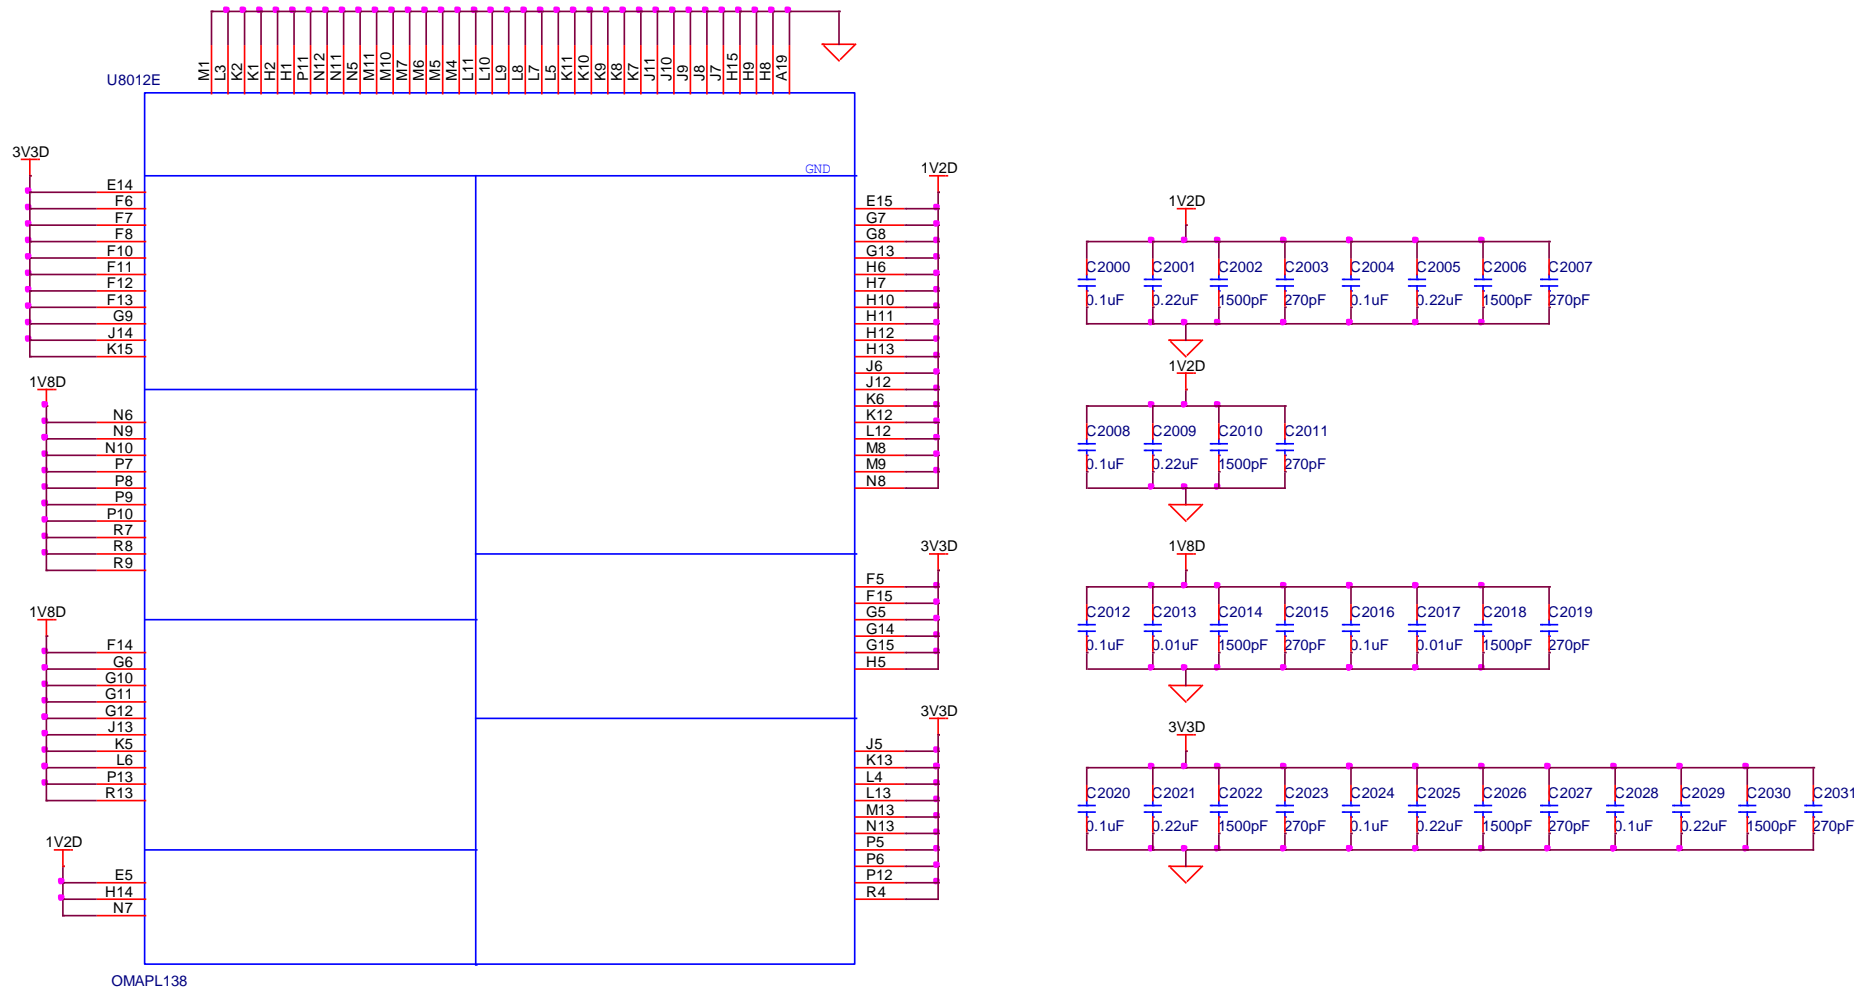 M1 L3 K2 K1 H2 H1 P11 N12 N11 N5 M11 M10 M7 M6 M5 M4 L11 L10 L9 L8 L7 L5 K11 K10 K9 K8 K7 J11 J10 J9 J8 J7 H15 H9 H8 A19
U8012E
GND
3V3D
E14
F6
F7
F8
F10
F11
F12
F13
G9
J14
K15
1V8D
N6
N9
N10
P7
P8
P9
P10
R7
R8
R9
1V8D
F14
G6
G10
G11
G12
J13
K5
L6
P13
R13
1V2D
E5
H14
N7
OMAPL138
1V2D
E15
G7
G8
G13
H6
H7
H10
H11
H12
H13
J6
J12
K6
K12
L12
M8
M9
N8
3V3D
F5
F15
G5
G14
G15
H5
3V3D
J5
K13
L4
L13
M13
N13
P5
P6
P12
R4
1V2D
C2000 C2001 C2002 C2003 C2004 C2005 C2006 C2007
0.1uF 0.22uF 1500pF 270pF 0.1uF 0.22uF 1500pF 270pF
1V2D
C2008 C2009 C2010 C2011
0.1uF 0.22uF 1500pF 270pF
1V8D
C2012 C2013 C2014 C2015 C2016 C2017 C2018 C2019
0.1uF 0.01uF 1500pF 270pF 0.1uF 0.01uF 1500pF 270pF
3V3D
C2020 C2021 C2022 C2023 C2024 C2025 C2026 C2027 C2028 C2029 C2030 C2031
0.1uF 0.22uF 1500pF 270pF 0.1uF 0.22uF 1500pF 270pF 0.1uF 0.22uF 1500pF 270pF